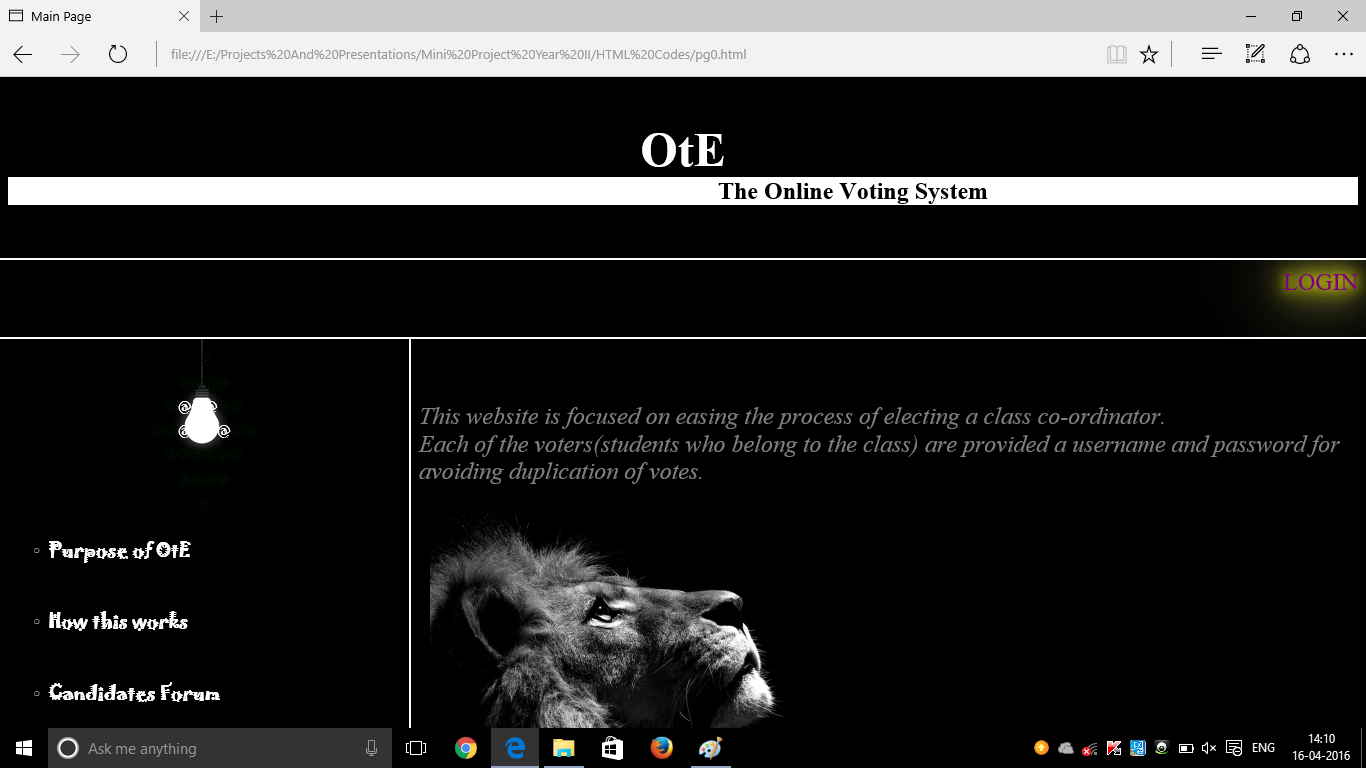 Main Page
file:///E:/Projects%20And%20Presentations/Mini%20Project%20Year%20II/HTML%20Codes/pg0.html
OtE
The Online Voting System
LOGIN
This website is focused on easing the process of electing a class co-ordinator.
Each of the voters(students who belong to the class) are provided a username and password for
avoiding duplication of votes.
Purpose of OtE
How this works
Candidates Forum
Ask me anything
ENG
14:10
16-04-2016